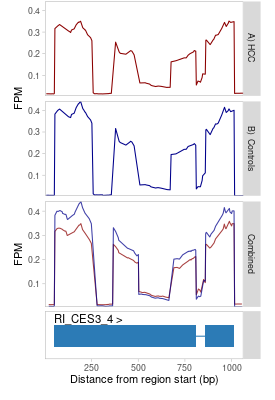 0.4
0.3
0.2
0.1
FPM
A) HCC
0.4
0.3
0.2
0.1
B) Controls
0.4
0.3
0.2
0.1
FPM
Combined
RI_CES3_4 >
250
500
750
1000
Distance from region start (bp)